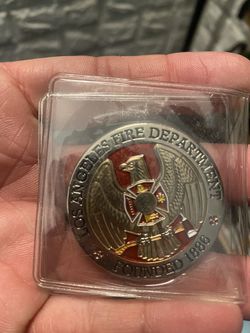 LOS ANGELES FIRE DEPARTMENT
FOUNDED 1886